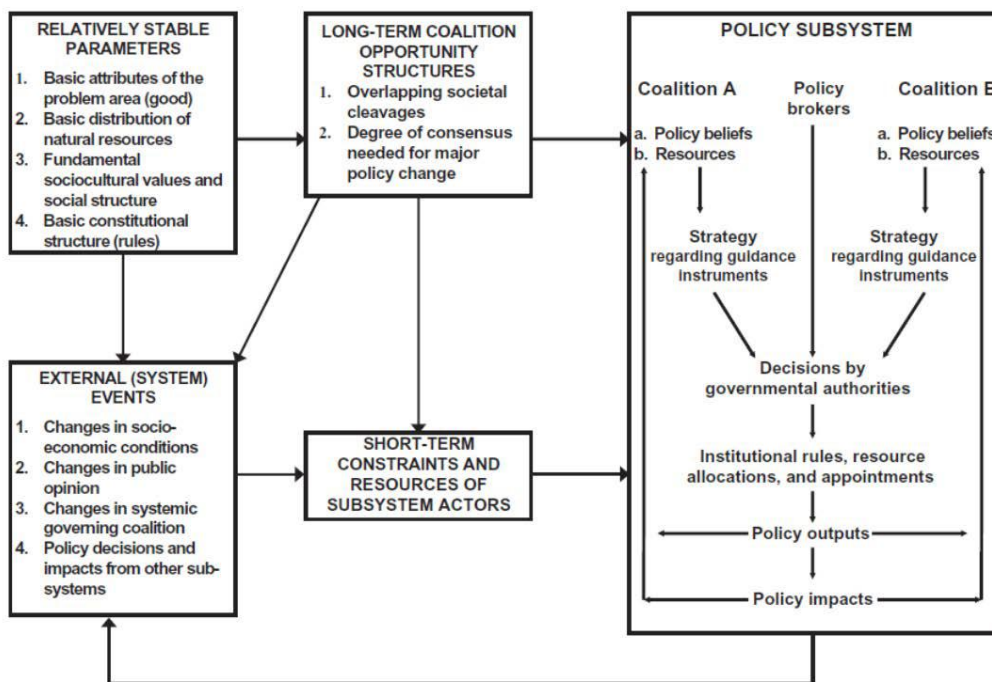 RELATIVELY STABLE
PARAMETERS
1. Basic attributes of the
problem area (good)
2. Basic distribution of
natural resources
3. Fundamental
sociocultural values and
social structure
4. Basic constitutional
structure (rules)
LONG-TERM COALITION
OPPORTUNITY
STRUCTURES
1. Overlapping societal
cleavages
2. Degree of consensus
needed for major
policy change
EXTERNAL (SYSTEM)
EVENTS
1. Changes in socio-
economic conditions
2. Changes in public
opinion
3. Changes in systemic
governing coalition
4. Policy decisions and
impacts from other sub-
systems
SHORT-TERM
CONSTRAINTS AND
RESOURCES OF
SUBSYSTEM ACTORS
POLICY SUBSYSTEM
Coalition A
a. Policy beliefs
b. Resources
Strategy
regarding guidance
instruments
Policy
brokers
Coalition B
a. Policy beliefs
b. Resources
Strategy
regarding guidance
instruments
Decisions by
governmental authorities
Institutional rules, resource
allocations, and appointments
Policy outputs
Policy impacts